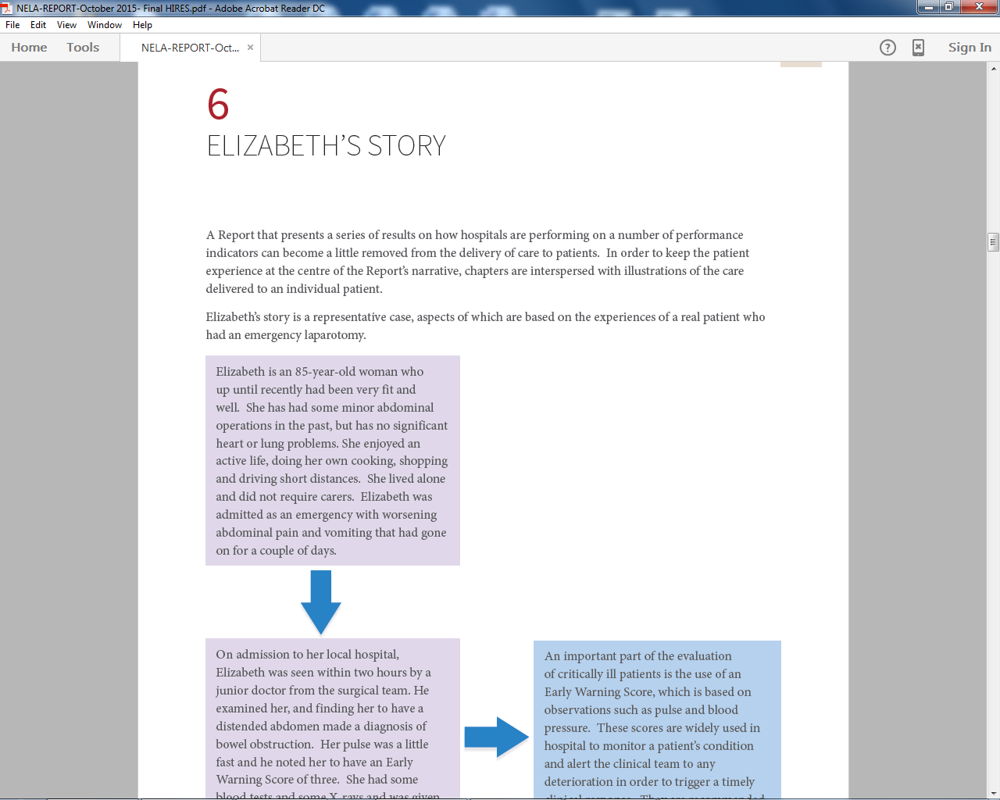 NELA-REPORT-October 2015- Final HIRES.pdf - Adobe Acrobat Reader DC
File Edit View Window Help
Home Tools NELA-REPORT-Oct... × ? Sign In
6
ELIZABETH’S STORY
A Report that presents a series of results on how hospitals are performing on a number of performance
indicators can become a little removed from the delivery of care to patients. In order to keep the patient
experience at the centre of the Report’s narrative, chapters are interspersed with illustrations of the care
delivered to an individual patient.
Elizabeth’s story is a representative case, aspects of which are based on the experiences of a real patient who
had an emergency laparotomy.
Elizabeth is an 85-year-old woman who
up until recently had been very fit and
well. She has had some minor abdominal
operations in the past, but has no significant
heart or lung problems. She enjoyed an
active life, doing her own cooking, shopping
and driving short distances. She lived alone
and did not require carers. Elizabeth was
admitted as an emergency with worsening
abdominal pain and vomiting that had gone
on for a couple of days.
On admission to her local hospital,
Elizabeth was seen within two hours by a
junior doctor from the surgical team. He
examined her, and finding her to have a
distended abdomen made a diagnosis of
bowel obstruction. Her pulse was a little
fast and he noted her to have an Early
Warning Score of three. She had some
blood tests and some X-rays and was given
An important part of the evaluation
of critically ill patients is the use of an
Early Warning Score, which is based on
observations such as pulse and blood
pressure. These scores are widely used in
hospital to monitor a patient’s condition
and alert the clinical team to any
deterioration in order to trigger a timely
clinical response. They are recommended